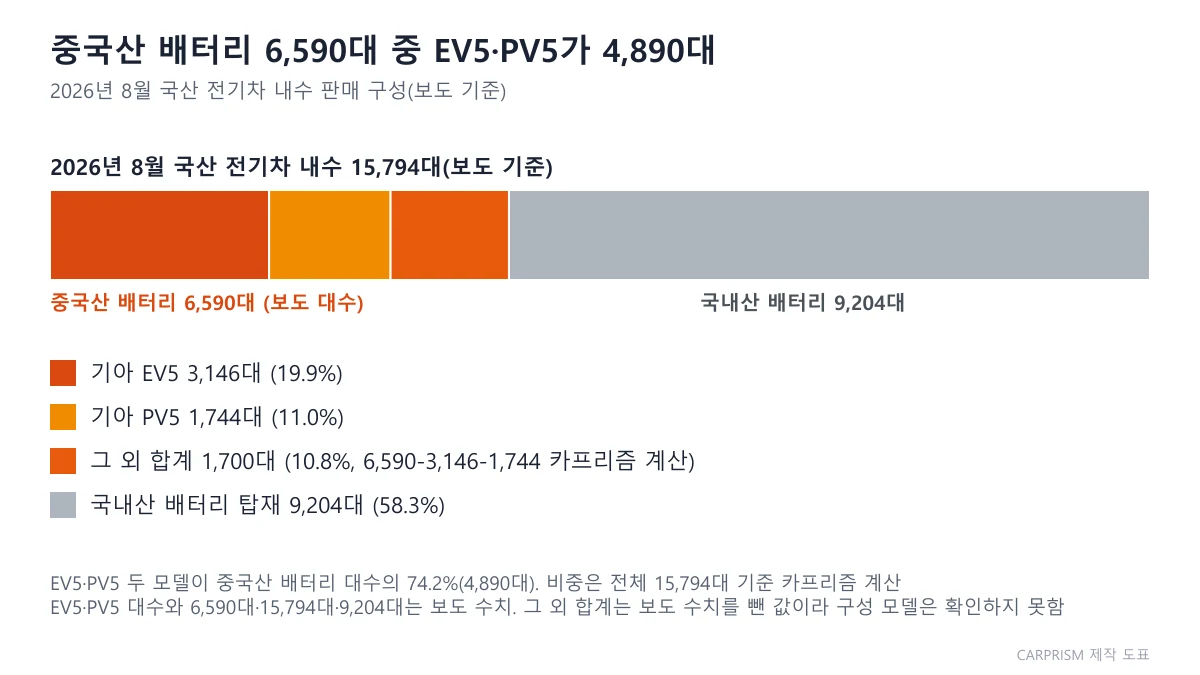 중국산 배터리 6,590대 중 EV5·PV5가 4,890대
2026년 8월 국산 전기차 내수 판매 구성(보도 기준)
2026년 8월 국산 전기차 내수 15,794대(보도 기준)
중국산 배터리 6,590대 (보도 대수)
국내산 배터리 9,204대
기아 EV5 3,146대 (19.9%)
기아 PV5 1,744대 (11.0%)
그 외 합계 1,700대 (10.8%, 6,590-3,146-1,744 카프리즘 계산)
국내산 배터리 탑재 9,204대 (58.3%)
EV5·PV5 두 모델이 중국산 배터리 대수의 74.2%(4,890대). 비중은 전체 15,794대 기준 카프리즘 계산
EV5·PV5 대수와 6,590대·15,794대·9,204대는 보도 수치. 그 외 합계는 보도 수치를 뺀 값이라 구성 모델은 확인하지 못함
CARPRISM 제작 도표